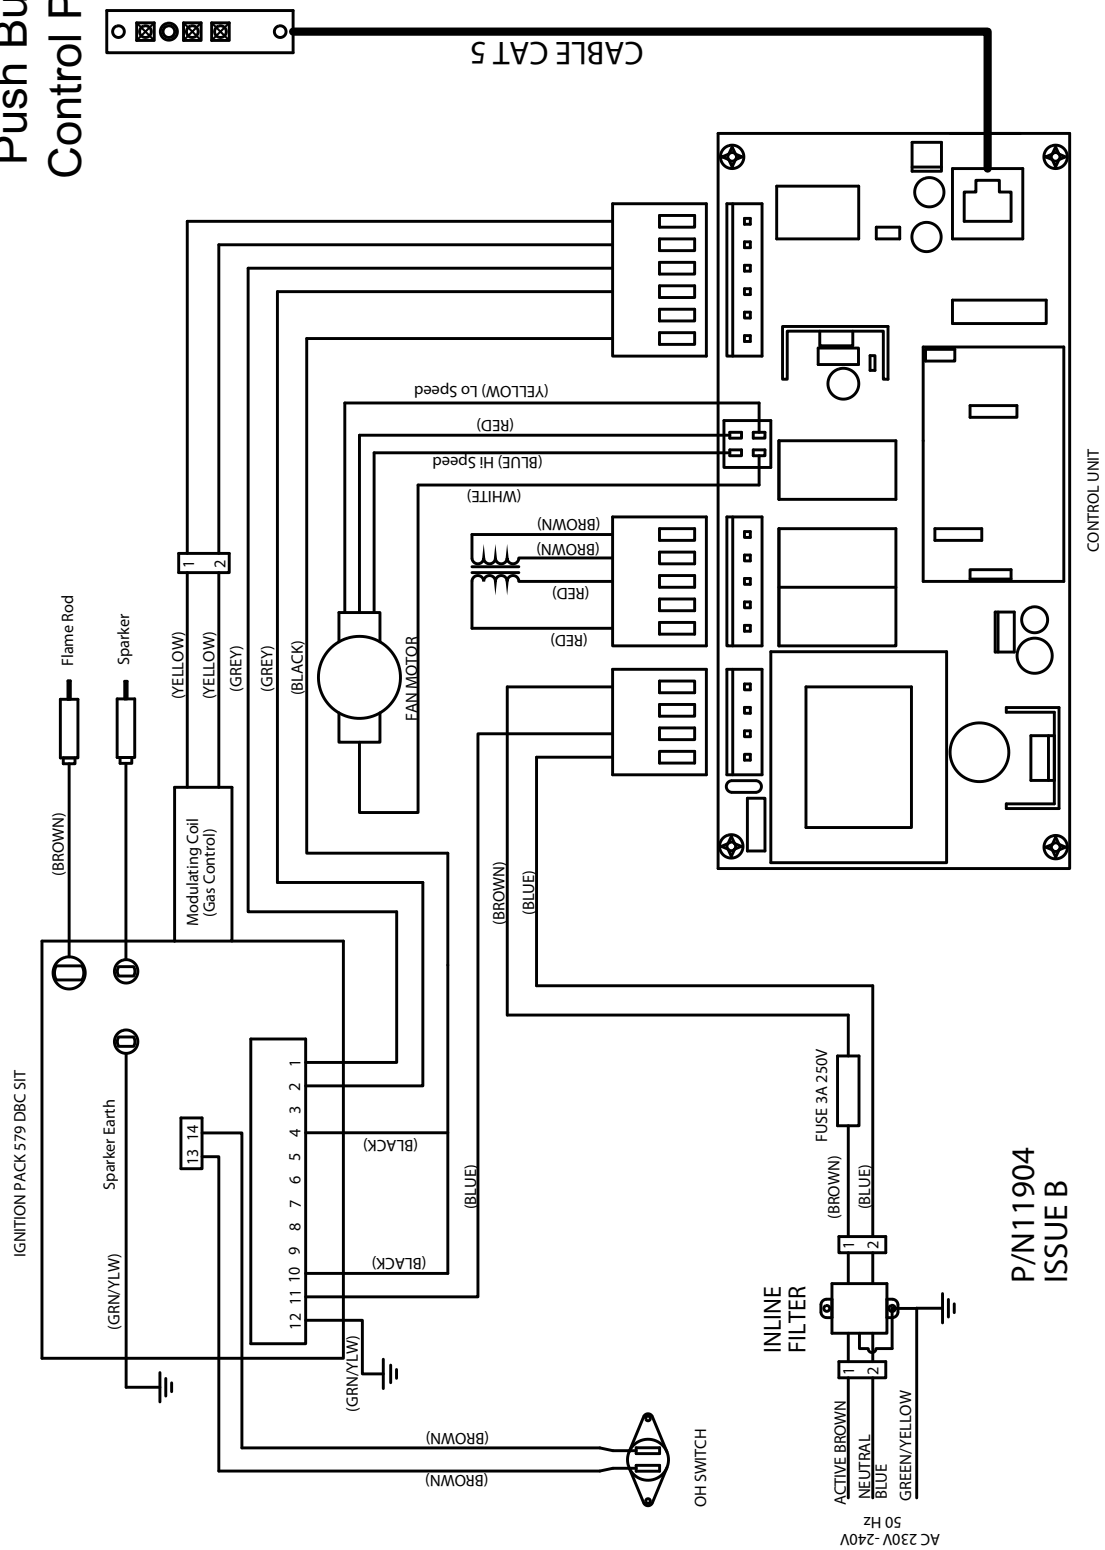 Push Bu
Control F
CABLE CAT 5
(YELLOW) Lo Speed
(RED)
(BLUE) Hi Speed
(WHITE)
(BROWN)
(BROWN)
(RED)
(RED)
CONTROL UNIT
1
2
Flame Rod
Sparker
(YELLOW)
(YELLOW)
(GREY)
(GREY)
(BLACK)
FAN MOTOR
(BROWN)
Modulating Coil
(Gas Control)
(BROWN)
(BLUE)
IGNITION PACK 579 DBC SIT
Sparker Earth
(GRN/YLW)
13 14
12 11 10 9 8 7 6 5 4 3 2 1
(BLACK)
(BLACK)
(BLUE)
(GRN/YLW)
(BROWN)
(BROWN)
OH SWITCH
FUSE 3A 250V
(BROWN)
(BLUE)
1
2
INLINE
FILTER
1
2
ACTIVE BROWN
NEUTRAL
BLUE
GREEN/YELLOW
AC 230V - 240V
50 Hz
P/N11904
ISSUE B